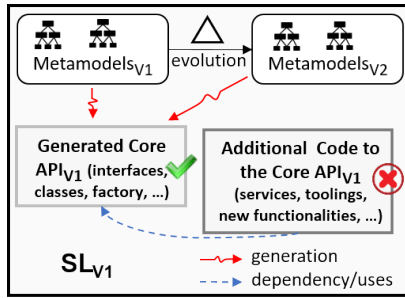 Metamodels_V1
evolution
Metamodels_V2
Generated Core
API_V1 (interfaces,
classes, factory, ...)
Additional Code to
the Core API_V1
(services, toolings,
new functionalities, ...)
SL_V1
generation
dependency/uses